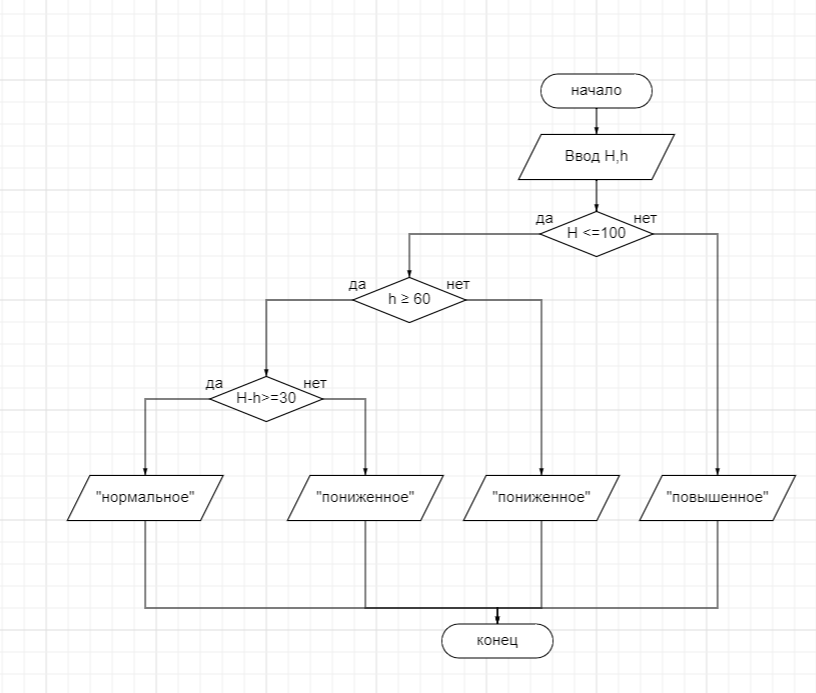 начало
Ввод H,h
да
нет
H <=100
да
нет
h ≥ 60
да
нет
H-h>=30
"нормальное"
"пониженное"
"пониженное"
"повышенное"
конец